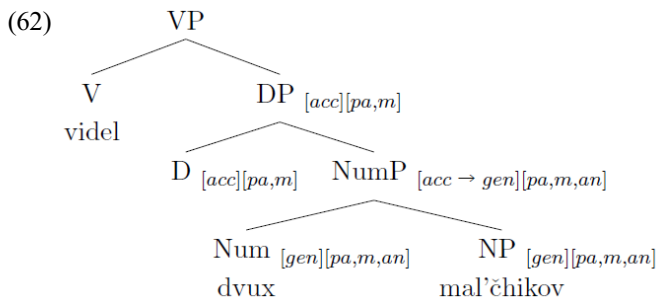 (62) VP
V DP [acc][pa,m]
videl
D [acc][pa,m] NumP [acc → gen][pa,m,an]
Num [gen][pa,m,an] NP [gen][pa,m,an]
dvux mal'čhikov